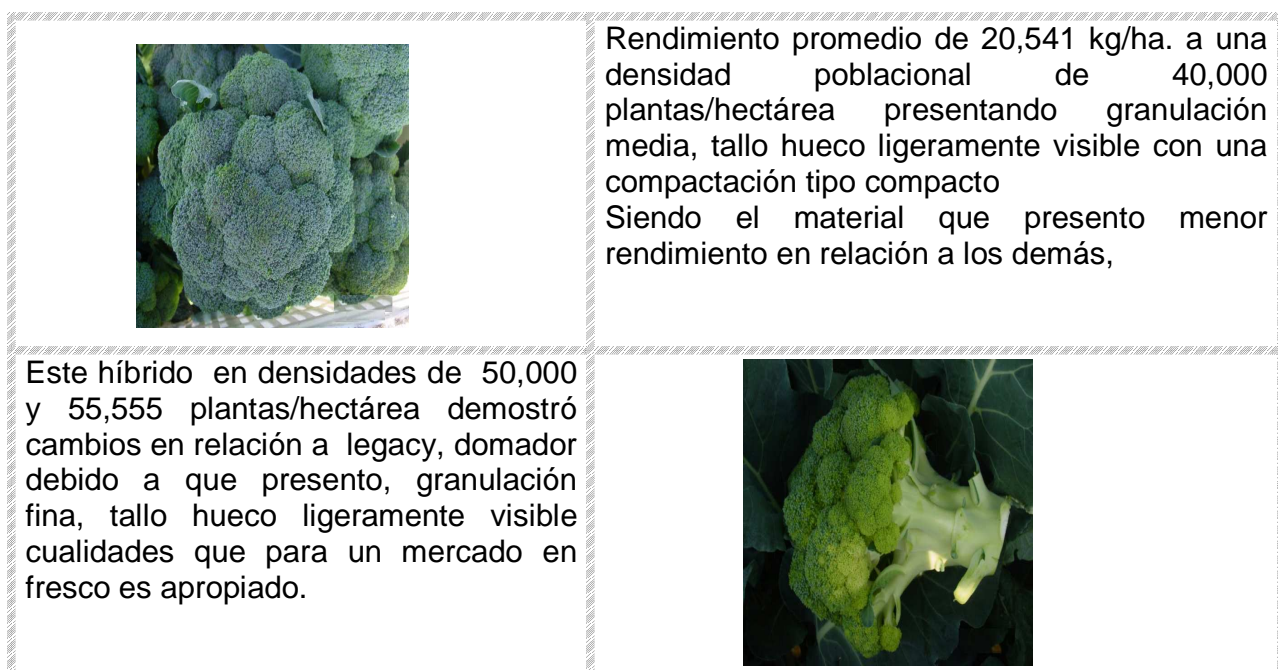 Rendimiento promedio de 20,541 kg/ha. a una
densidad poblacional de 40,000
plantas/hectárea presentando granulación
media, tallo hueco ligeramente visible con una
compactación tipo compacto
Siendo el material que presento menor
rendimiento en relación a los demás,
Este híbrido en densidades de 50,000
y 55,555 plantas/hectárea demostró
cambios en relación a legacy, domador
debido a que presento, granulación
fina, tallo hueco ligeramente visible
cualidades que para un mercado en
fresco es apropiado.